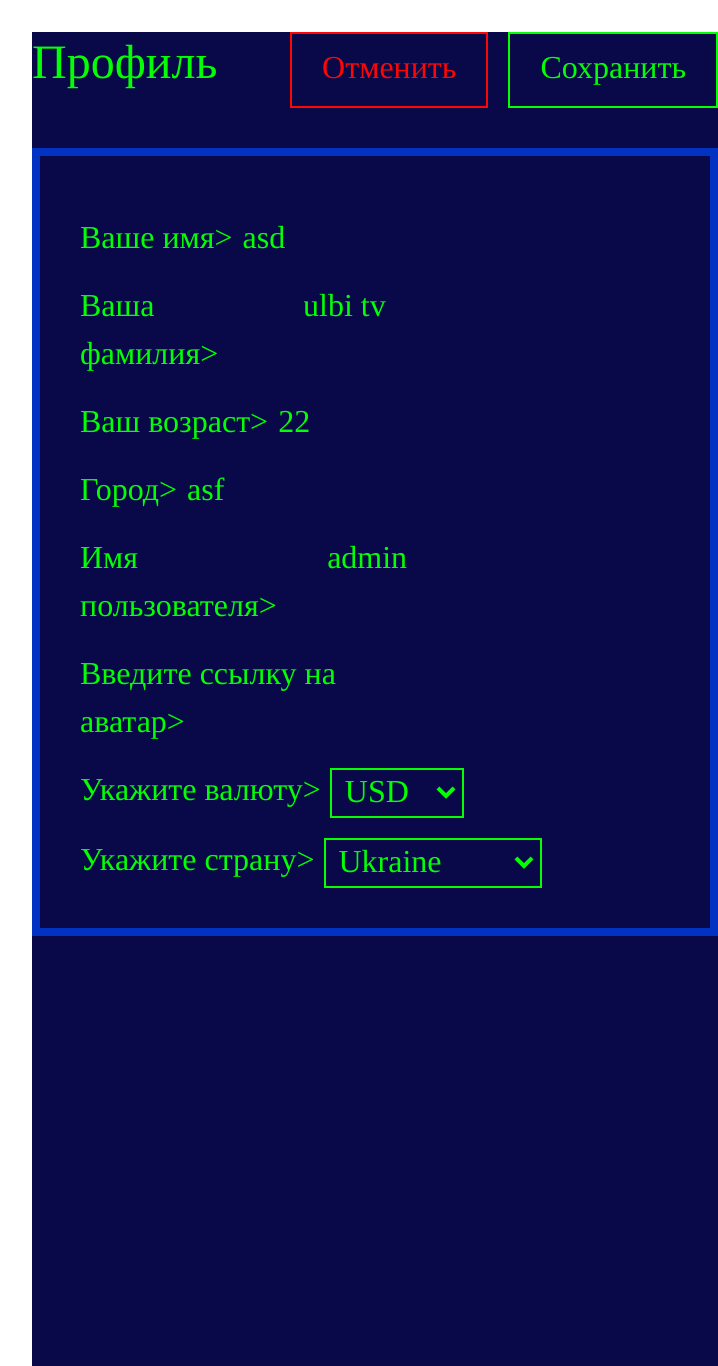 Профиль
Отменить
Сохранить
Ваше имя> asd
Ваша ulbi tv
фамилия>
Ваш возраст> 22
Город> asf
Имя admin
пользователя>
Введите ссылку на
аватар>
Укажите валюту> USD
Укажите страну> Ukraine